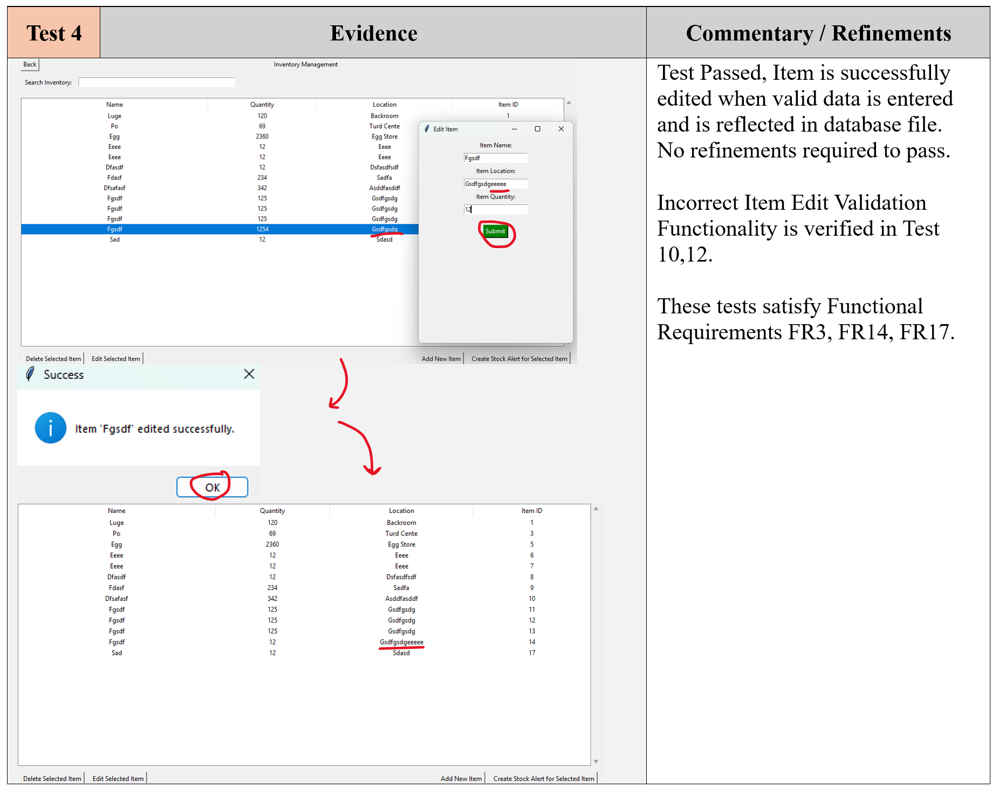 Test 4 Evidence Commentary / Refinements
Back Inventory Management
Search Inventory:
Name Quantity Location Item ID
Luge 120 Backroom 1
Po 69 Turd Cente
Egg 2360 Egg Store
Eeee 12 Eeee
Eeee 12 Eeee
Dfasdf 12 Dsfasdfsdf
Fdasf 234 Sadfa
Dfsafasf 342 Asddfasddf
Fgsdf 125 Gsdfgsdg
Fgsdf 125 Gsdfgsdg
Fgsdf 125 Gsdfgsdg
Fgsdf 1254 Gsdfgsdg
Sad 12 Sdasd
Edit Item
Item Name:
Fgsdf
Item Location:
Gsdfgsdgeeeee
Item Quantity:
12
Submit
Delete Selected Item Edit Selected Item Add New Item Create Stock Alert for Selected Item
Success
Item 'Fgsdf' edited successfully.
OK
Name Quantity Location Item ID
Luge 120 Backroom 1
Po 69 Turd Cente 3
Egg 2360 Egg Store 5
Eeee 12 Eeee 6
Eeee 12 Eeee 7
Dfasdf 12 Dsfasdfsdf 8
Fdasf 234 Sadfa 9
Dfsafasf 342 Asddfasddf 10
Fgsdf 125 Gsdfgsdg 11
Fgsdf 125 Gsdfgsdg 12
Fgsdf 125 Gsdfgsdg 13
Fgsdf 12 Gsdfgsdgeeeee 14
Sad 12 Sdasd 17
Delete Selected Item Edit Selected Item Add New Item Create Stock Alert for Selected Item
Test Passed, Item is successfully
edited when valid data is entered
and is reflected in database file.
No refinements required to pass.
Incorrect Item Edit Validation
Functionality is verified in Test
10,12.
These tests satisfy Functional
Requirements FR3, FR14, FR17.